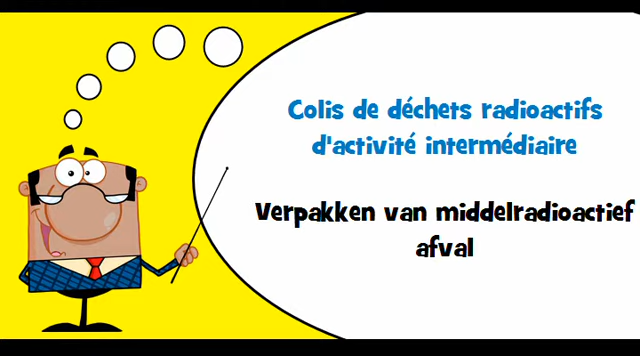 Colis de déchets radioactifs
d'activité intermédiaire
Verpakken van middelradioactief
afval